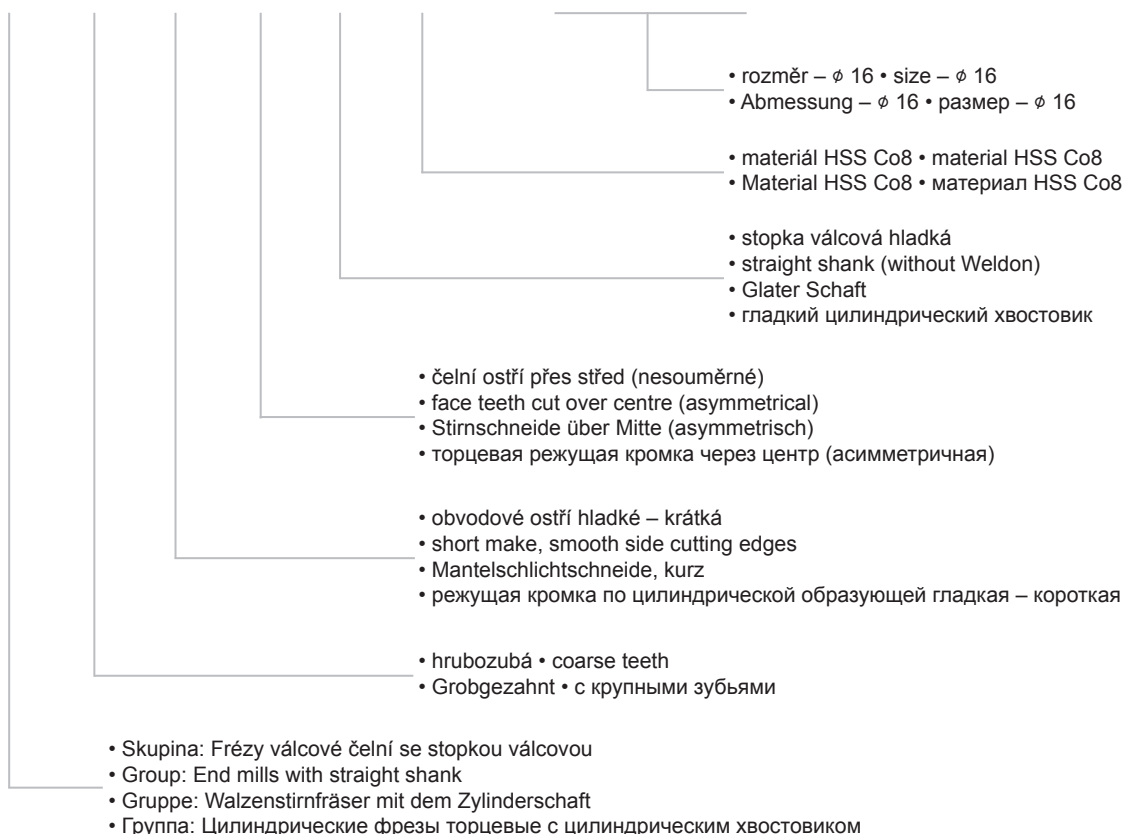 • rozměr – ⌀ 16 • size – ⌀ 16
• Abmessung – ⌀ 16 • размер – ⌀ 16
• materiál HSS Co8 • material HSS Co8
• Material HSS Co8 • материал HSS Co8
• stopka válcová hladká
• straight shank (without Weldon)
• Glater Schaft
• гладкий цилиндрический хвостовик
• čelní ostří přes střed (nesouměrné)
• face teeth cut over centre (asymmetrical)
• Stirnschneide über Mitte (asymmetrisch)
• торцевая режущая кромка через центр (асимметричная)
• obvodové ostří hladké – krátká
• short make, smooth side cutting edges
• Mantelschlichtschneide, kurz
• режущая кромка по цилиндрической образующей гладкая – короткая
• hrubozubá • coarse teeth
• Grobgezahnt • с крупными зубьями
• Skupina: Frézy válcové čelní se stopkou válcovou
• Group: End mills with straight shank
• Gruppe: Walzenstirnfräser mit dem Zylinderschaft
• Группа: Цилиндрические фрезы торцевые с цилиндрическим хвостовиком